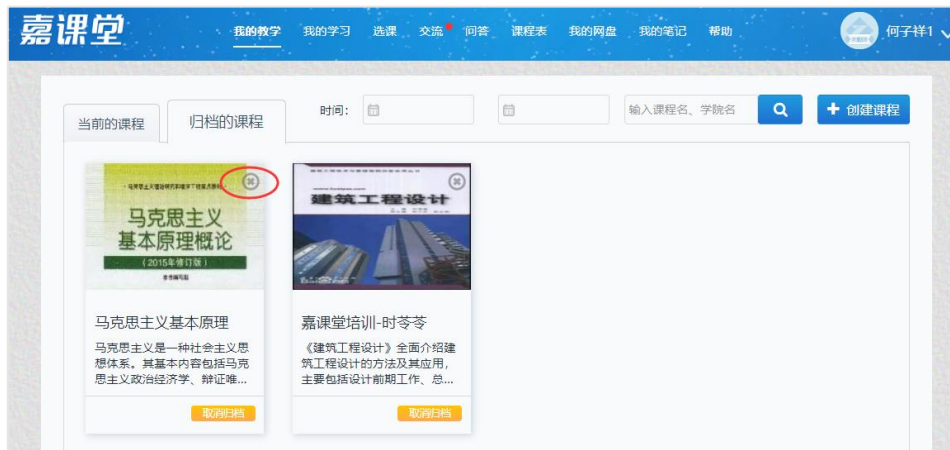 嘉课堂
我的教学 我的学习 选课 交流 问答 课程表 我的网盘 我的笔记 帮助 何子祥1
当前的课程 归档的课程 时间： 输入课程名、学院名 创建课程
马克思主义
基本原理概论
（2015年修订版）
本书编写组
建筑工程设计
马克思主义基本原理
马克思主义是一种社会主义思
想体系。其基本内容包括马克
思主义政治经济学、辩证唯...
取消归档
嘉课堂培训-时苓苓
《建筑工程设计》全面介绍建
筑工程设计的方法及其应用，
主要包括设计前期工作、总...
取消归档